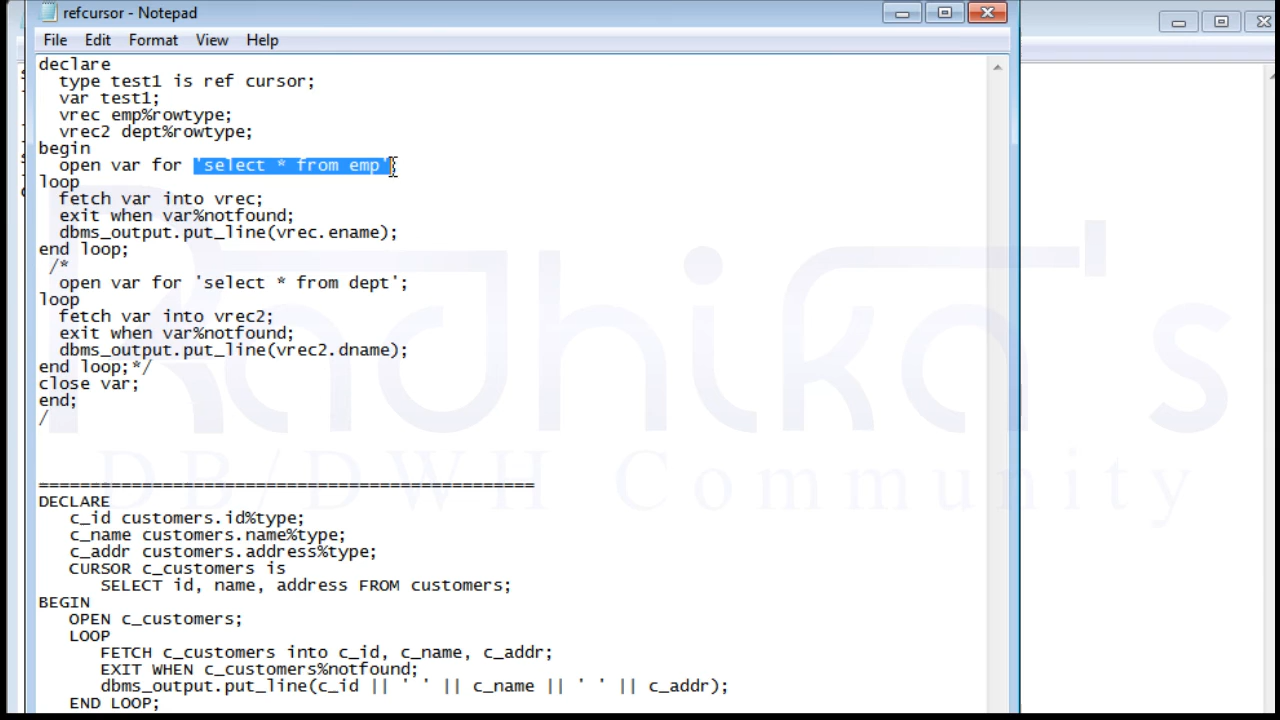 refcursor - Notepad
File Edit Format View Help
declare
  type test1 is ref cursor;
  var test1;
  vrec emp%rowtype;
  vrec2 dept%rowtype;
begin
  open var for 'select * from emp';
loop
  fetch var into vrec;
  exit when var%notfound;
  dbms_output.put_line(vrec.ename);
end loop;
 /*
  open var for 'select * from dept';
loop
  fetch var into vrec2;
  exit when var%notfound;
  dbms_output.put_line(vrec2.dname);
end loop;*/
close var;
end;
/
Radhika's
DB/DWH Community
================================================
DECLARE
   c_id customers.id%type;
   c_name customers.name%type;
   c_addr customers.address%type;
   CURSOR c_customers is
      SELECT id, name, address FROM customers;
BEGIN
   OPEN c_customers;
   LOOP
      FETCH c_customers into c_id, c_name, c_addr;
      EXIT WHEN c_customers%notfound;
      dbms_output.put_line(c_id || ' ' || c_name || ' ' || c_addr);
   END LOOP;